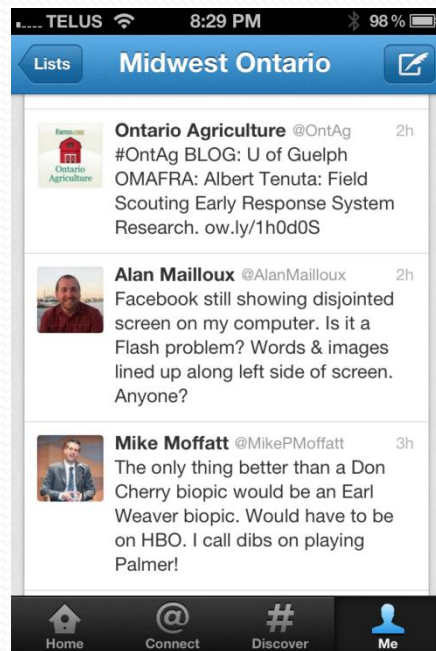 TELUS 8:29 PM 98 %
Lists Midwest Ontario
Farms.com
Ontario
Agriculture
Ontario Agriculture @OntAg 2h
#OntAg BLOG: U of Guelph
OMAFRA: Albert Tenuta: Field
Scouting Early Response System
Research. ow.ly/1h0d0S
Alan Mailloux @AlanMailloux 2h
Facebook still showing disjointed
screen on my computer. Is it a
Flash problem? Words & images
lined up along left side of screen.
Anyone?
Mike Moffatt @MikePMoffatt 3h
The only thing better than a Don
Cherry biopic would be an Earl
Weaver biopic. Would have to be
on HBO. I call dibs on playing
Palmer!
Home Connect Discover Me